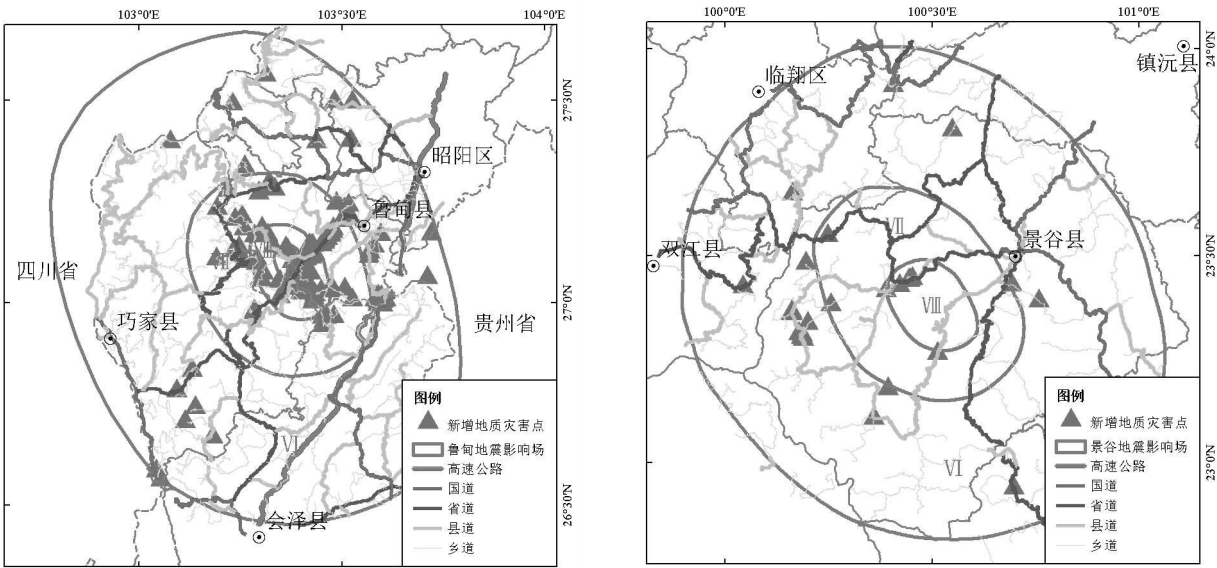 103°0′E
103°30′E
104°0′E
27°30′N
27°0′N
26°30′N
昭阳区
鲁甸县
四川省
巧家县
贵州省
会泽县
Ⅷ
Ⅶ
Ⅵ
图例
新增地质灾害点
鲁甸地震影响场
高速公路
国道
省道
县道
乡道
100°0′E
100°30′E
101°0′E
24°0′N
23°30′N
23°0′N
镇沅县
临翔区
双江县
景谷县
Ⅶ
Ⅷ
Ⅵ
图例
新增地质灾害点
景谷地震影响场
高速公路
国道
省道
县道
乡道